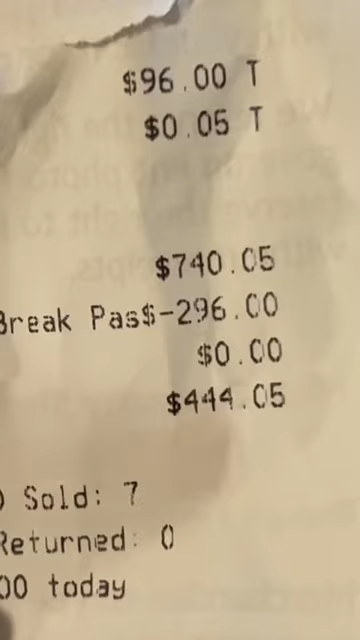 $96.00 T
$0.05 T
$740.05
Break Pas$-296.00
$0.00
$444.05
) Sold: 7
Returned: 0
00 today